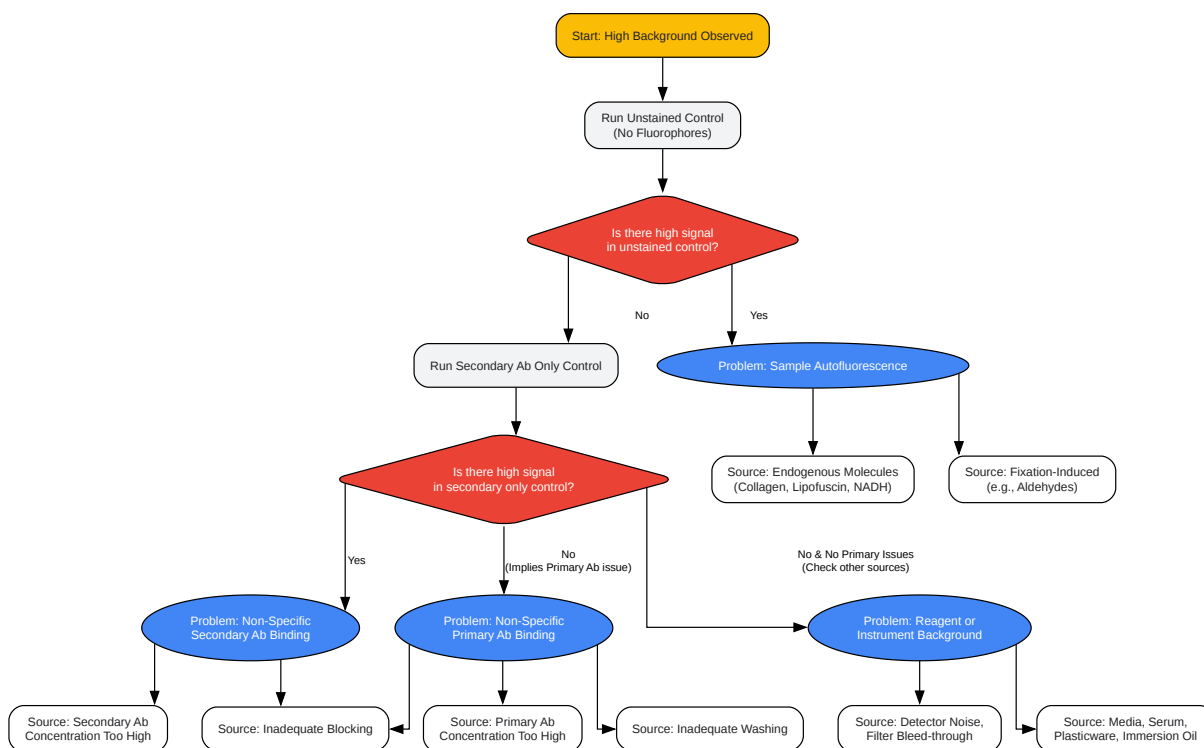 Start: High Background Observed
Run Unstained Control
(No Fluorophores)
Is there high signal
in unstained control?
No
Yes
Run Secondary Ab Only Control
Problem: Sample Autofluorescence
Is there high signal
in secondary only control?
Source: Endogenous Molecules
(Collagen, Lipofuscin, NADH)
Source: Fixation-Induced
(e.g., Aldehydes)
Yes
No
(Implies Primary Ab issue)
No & No Primary Issues
(Check other sources)
Problem: Non-Specific
Secondary Ab Binding
Problem: Non-Specific
Primary Ab Binding
Problem: Reagent or
Instrument Background
Source: Secondary Ab
Concentration Too High
Source: Inadequate Blocking
Source: Primary Ab
Concentration Too High
Source: Inadequate Washing
Source: Detector Noise,
Filter Bleed-through
Source: Media, Serum,
Plasticware, Immersion Oil